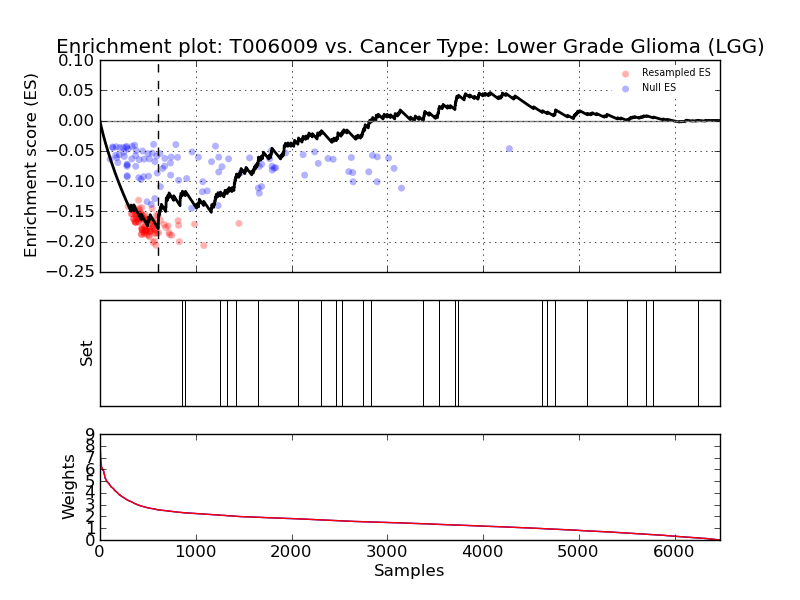 Enrichment plot: T006009 vs. Cancer Type: Lower Grade Glioma (LGG)
Enrichment score (ES)
0.10
0.05
0.00
−0.05
−0.10
−0.15
−0.20
−0.25
Resampled ES
Null ES
Set
Weights
9
8
7
6
5
4
3
2
1
0
0 1000 2000 3000 4000 5000 6000
Samples